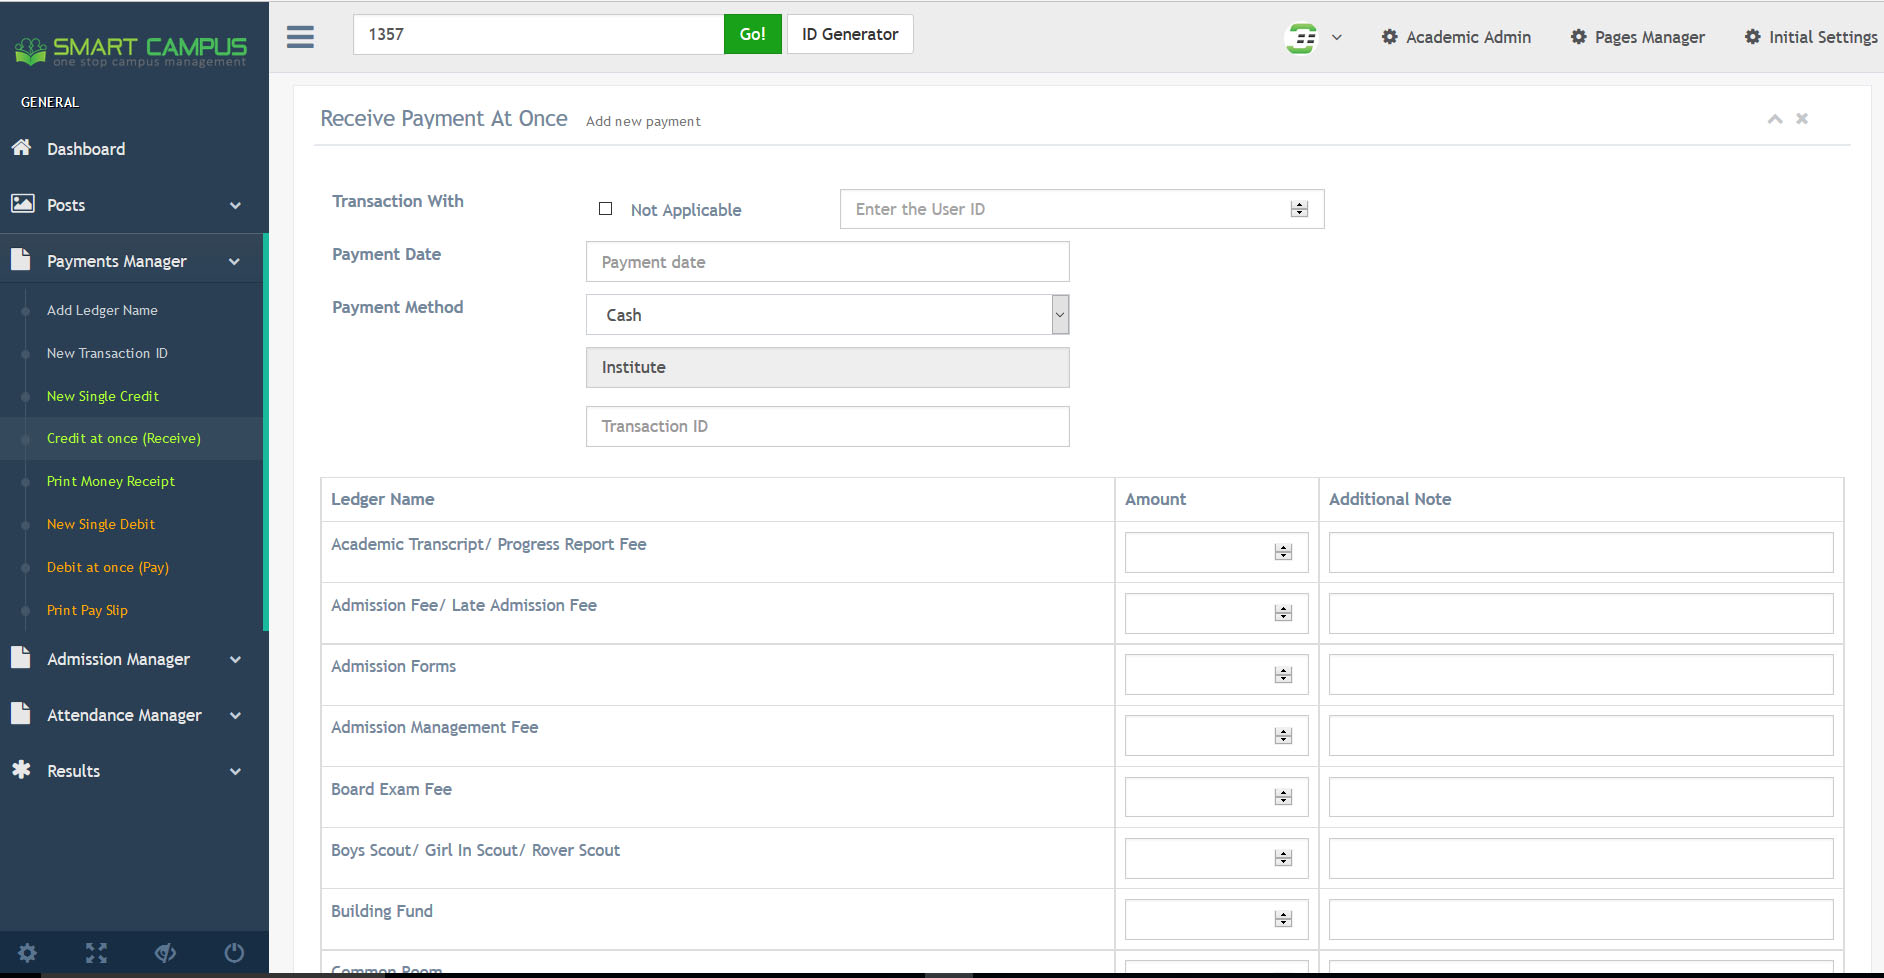 SMART CAMPUS
one stop campus management
1357
Go!
ID Generator
Academic Admin
Pages Manager
Initial Settings
GENERAL
Dashboard
Posts
Payments Manager
Add Ledger Name
New Transaction ID
New Single Credit
Credit at once (Receive)
Print Money Receipt
New Single Debit
Debit at once (Pay)
Print Pay Slip
Admission Manager
Attendance Manager
Results
Receive Payment At Once Add new payment
Transaction With
Not Applicable
Enter the User ID
Payment Date
Payment date
Payment Method
Cash
Institute
Transaction ID
Ledger Name Amount Additional Note
Academic Transcript/ Progress Report Fee
Admission Fee/ Late Admission Fee
Admission Forms
Admission Management Fee
Board Exam Fee
Boys Scout/ Girl In Scout/ Rover Scout
Building Fund
Common Room